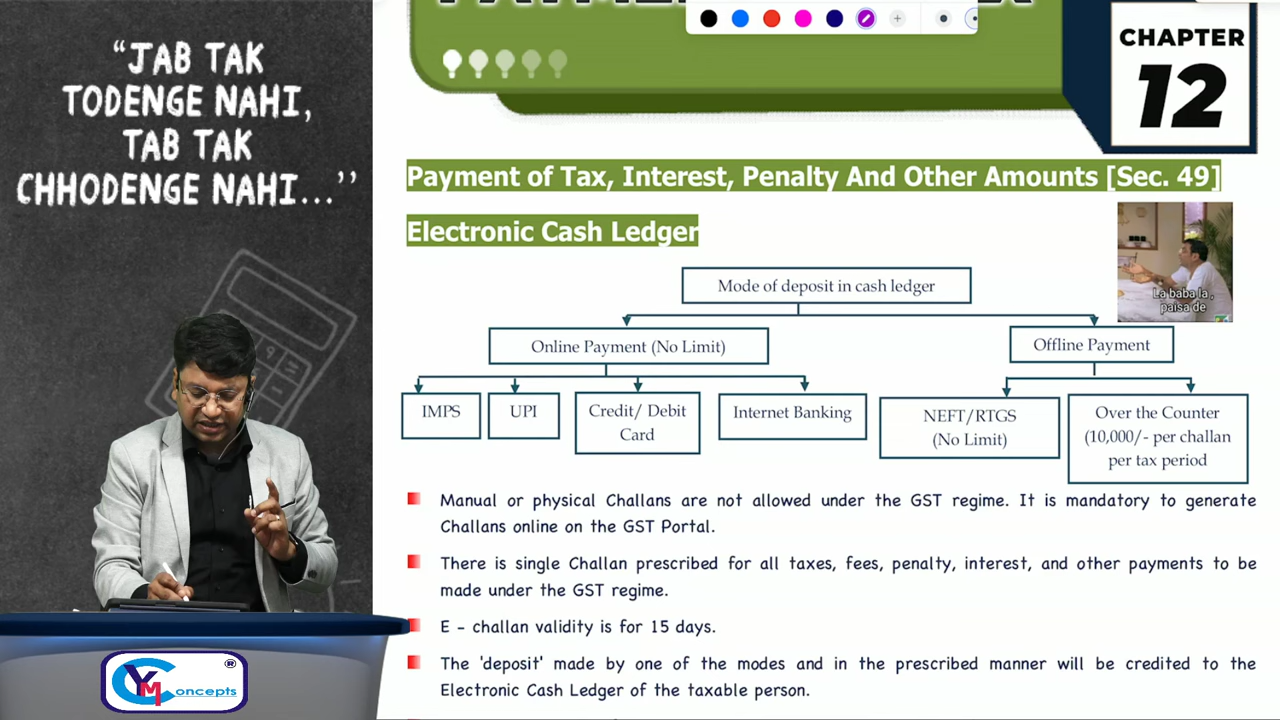 “JAB TAK
TODENGE NAHI,
TAB TAK
CHHODENGE NAHI...’’
CHAPTER
12
Payment of Tax, Interest, Penalty And Other Amounts [Sec. 49]
Electronic Cash Ledger
La baba la,
paisa de
Mode of deposit in cash ledger
Online Payment (No Limit)
Offline Payment
IMPS
UPI
Credit/ Debit
Card
Internet Banking
NEFT/RTGS
(No Limit)
Over the Counter
(10,000/- per challan
per tax period
Manual or physical Challans are not allowed under the GST regime. It is mandatory to generate
Challans online on the GST Portal.
There is single Challan prescribed for all taxes, fees, penalty, interest, and other payments to be
made under the GST regime.
E – challan validity is for 15 days.
The 'deposit' made by one of the modes and in the prescribed manner will be credited to the
Electronic Cash Ledger of the taxable person.
CYM oncepts ®